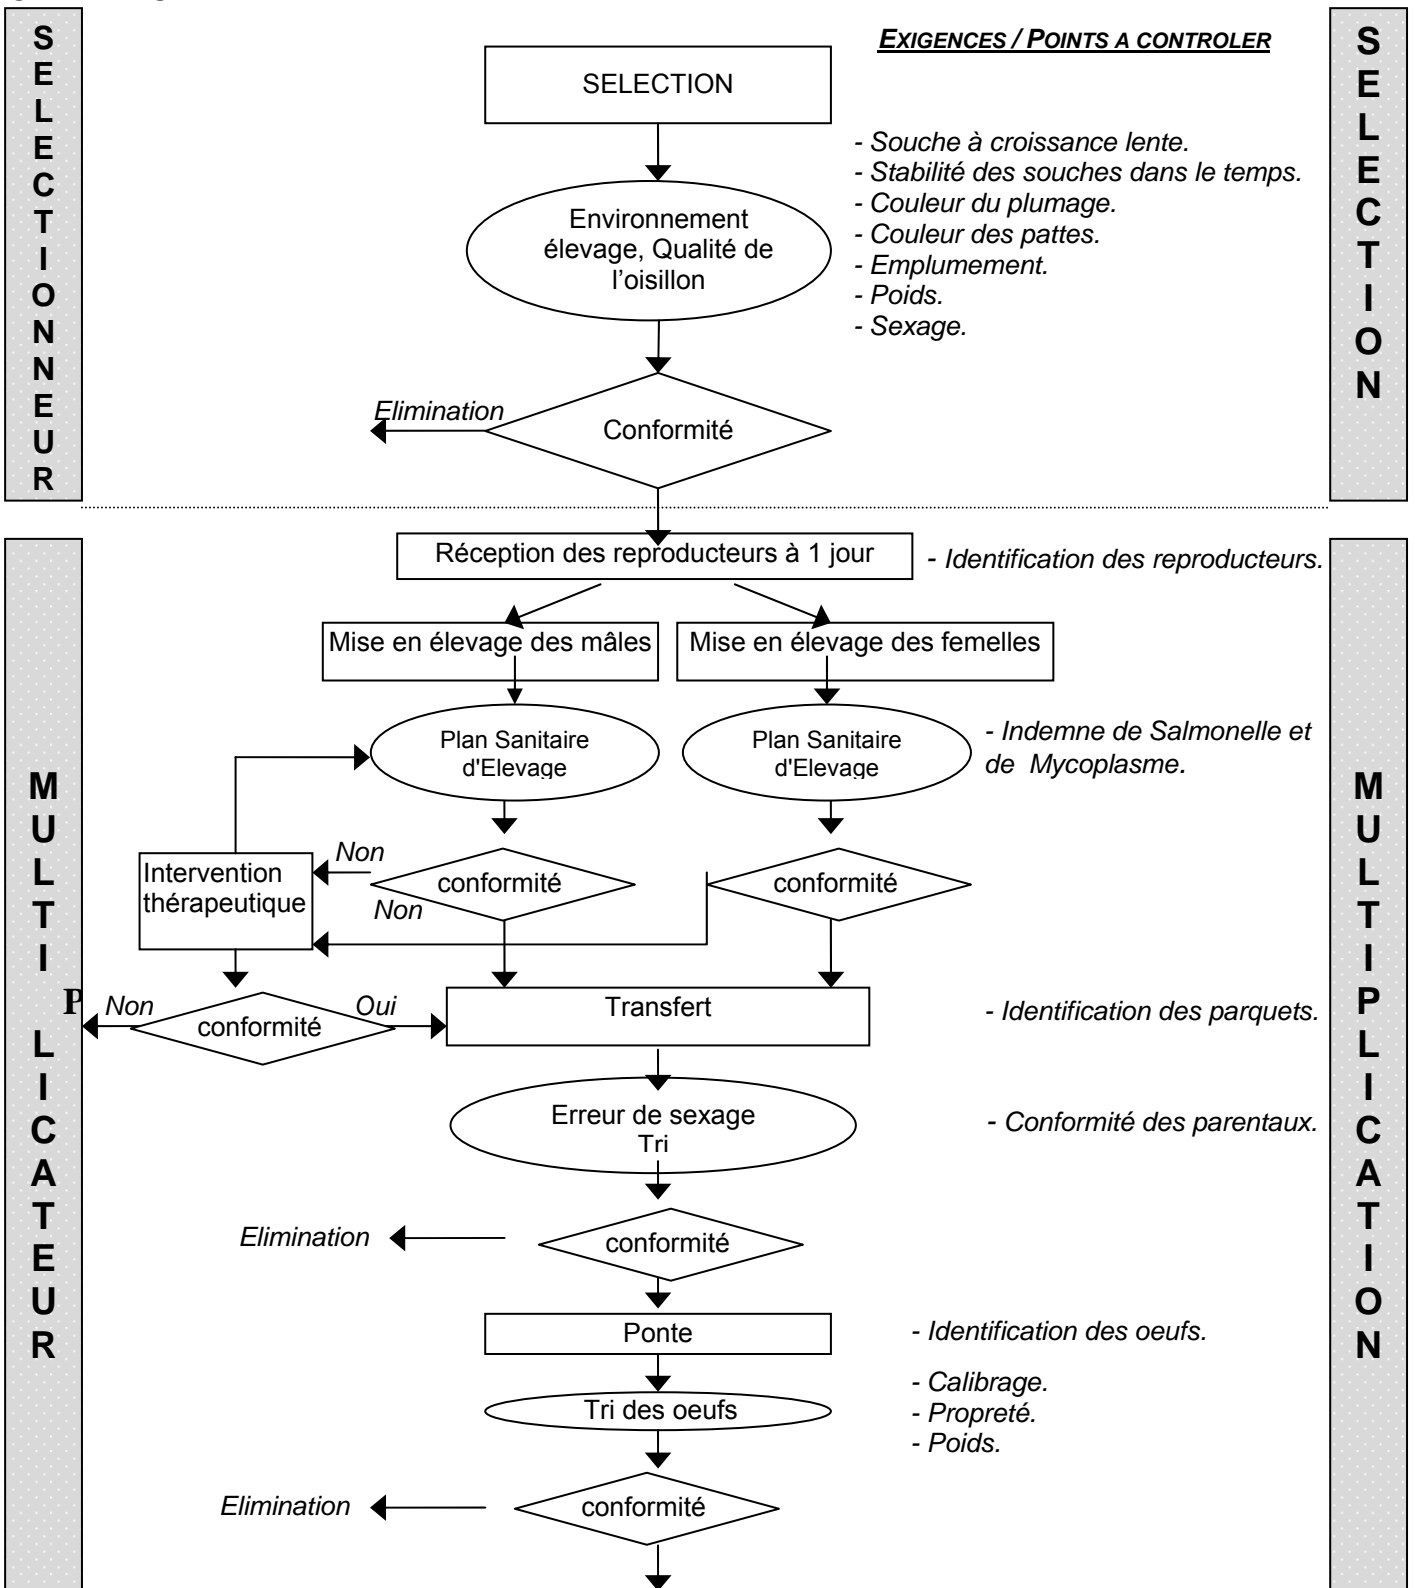 SELECTIONNEUR
EXIGENCES / POINTS A CONTROLER
SELECTION
SELECTION
- Souche à croissance lente.
- Stabilité des souches dans le temps.
- Couleur du plumage.
- Couleur des pattes.
- Emplumement.
- Poids.
- Sexage.
Environnement
élevage, Qualité de
l'oisillon
Elimination
Conformité
MULTIPLICATEUR
MULTIPLICATION
Réception des reproducteurs à 1 jour
- Identification des reproducteurs.
Mise en élevage des mâles
Mise en élevage des femelles
Plan Sanitaire
d'Elevage
Plan Sanitaire
d'Elevage
- Indemne de Salmonelle et
de Mycoplasme.
Non
Intervention
thérapeutique
conformité
conformité
Non
Non
conformité
Oui
Transfert
- Identification des parquets.
Erreur de sexage
Tri
- Conformité des parentaux.
Elimination
conformité
Ponte
- Identification des oeufs.
Tri des oeufs
- Calibrage.
- Propreté.
- Poids.
Elimination
conformité